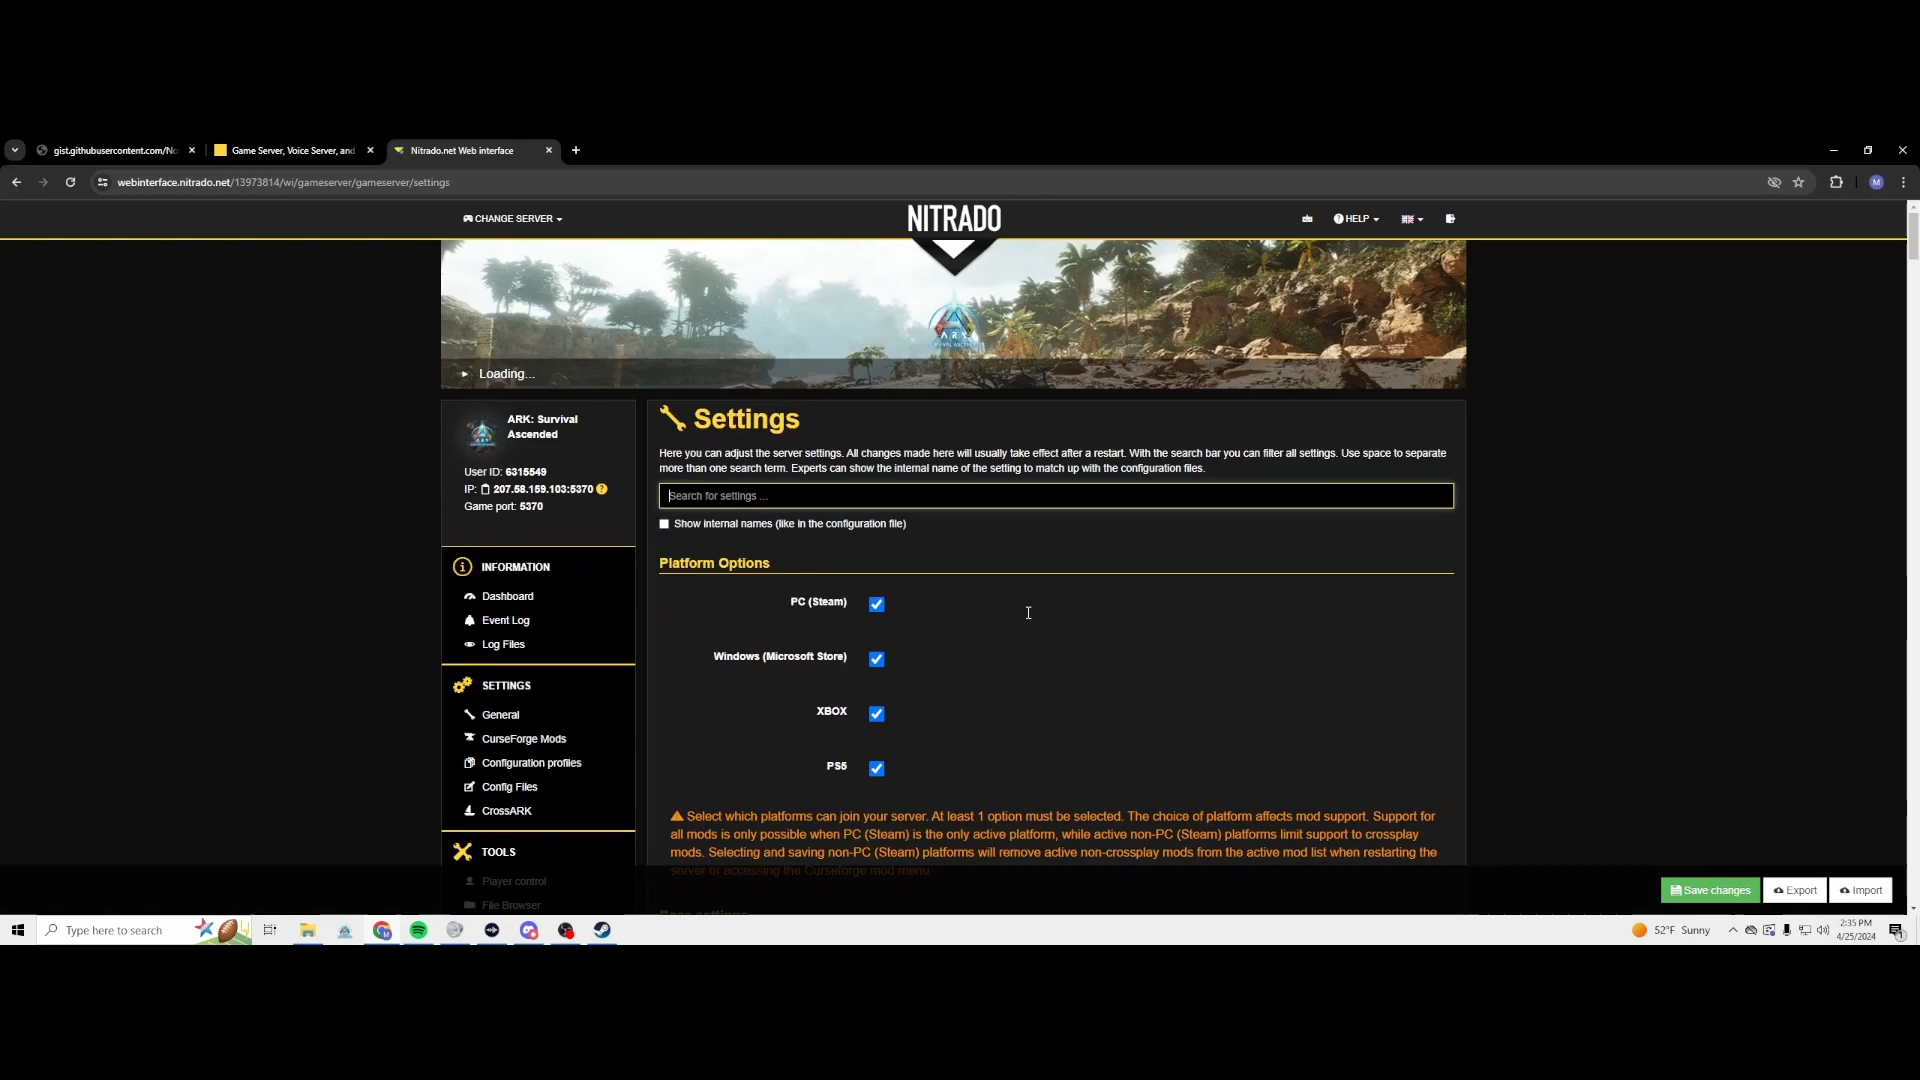 gist.githubusercontent.com/No
Game Server, Voice Server, and
Nitrado.net Web interface
webinterface.nitrado.net/13973814/wi/gameserver/gameserver/settings
M
CHANGE SERVER
NITRADO
HELP
ARK
SURVIVAL ASCENDED
Loading...
ARK: Survival
Ascended
User ID: 6315549
IP: 207.58.159.103:5370
Game port: 5370
INFORMATION
Dashboard
Event Log
Log Files
SETTINGS
General
CurseForge Mods
Configuration profiles
Config Files
CrossARK
TOOLS
Player control
File Browser
Settings
Here you can adjust the server settings. All changes made here will usually take effect after a restart. With the search bar you can filter all settings. Use space to separate
more than one search term. Experts can show the internal name of the setting to match up with the configuration files.
Search for settings ...
Show internal names (like in the configuration file)
Platform Options
PC (Steam)
Windows (Microsoft Store)
XBOX
PS5
Select which platforms can join your server. At least 1 option must be selected. The choice of platform affects mod support. Support for
all mods is only possible when PC (Steam) is the only active platform, while active non-PC (Steam) platforms limit support to crossplay
mods. Selecting and saving non-PC (Steam) platforms will remove active non-crossplay mods from the active mod list when restarting the
server or accessing the Curseforge mod menu.
Base settings
Save changes
Export
Import
Type here to search
52°F Sunny
2:35 PM
4/25/2024
1